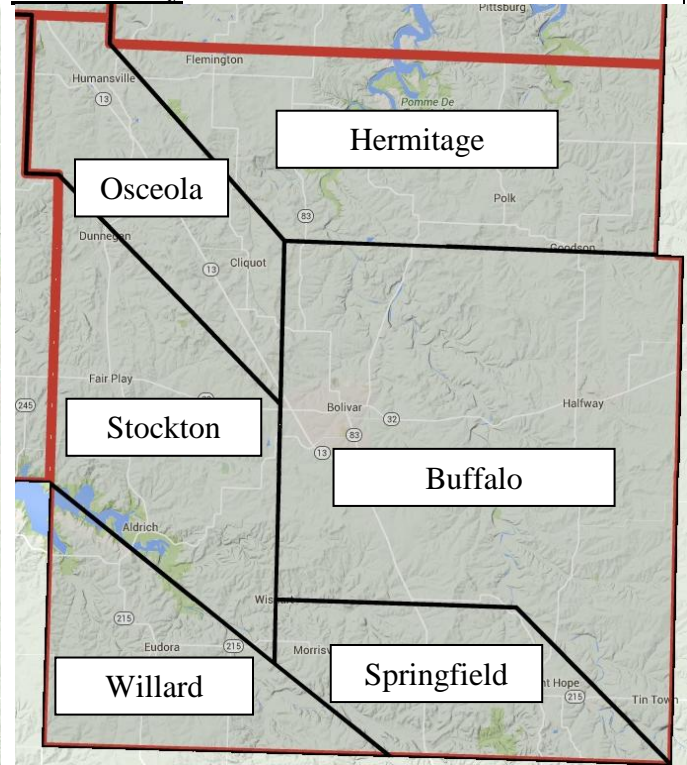 Pittsburg
Flemington
Humansville
13
Pomme De
Hermitage
Osceola
Polk
83
Dunnegan
Goodson
Cliquot
13
Fair Play
245
Stockton
Bolivar
Halfway
32
83
13
Buffalo
Aldrich
215
Eudora
215
Willard
Springfield
215
Tin Town